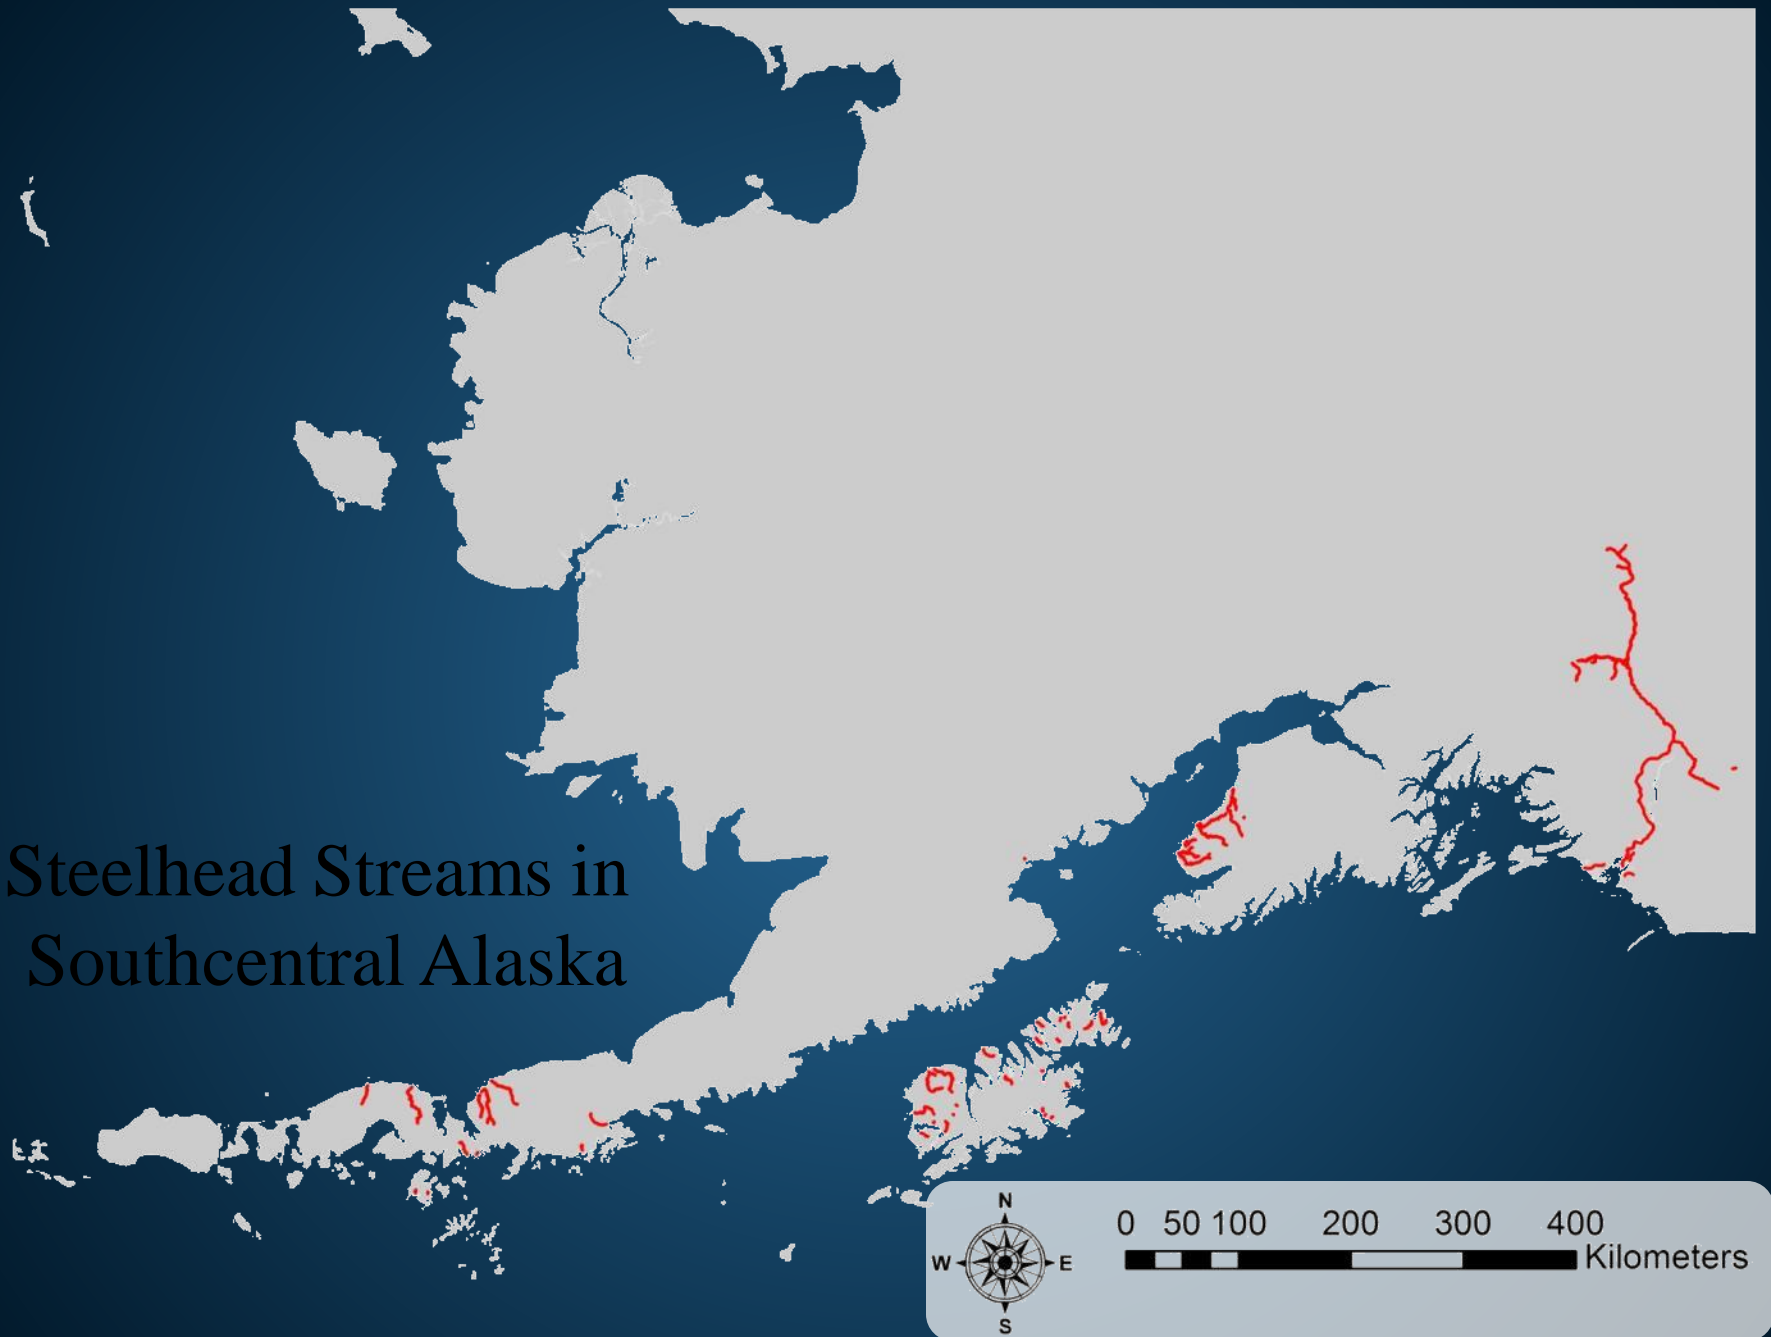 Steelhead Streams in
Southcentral Alaska
N
W E
S
0 50 100 200 300 400
Kilometers